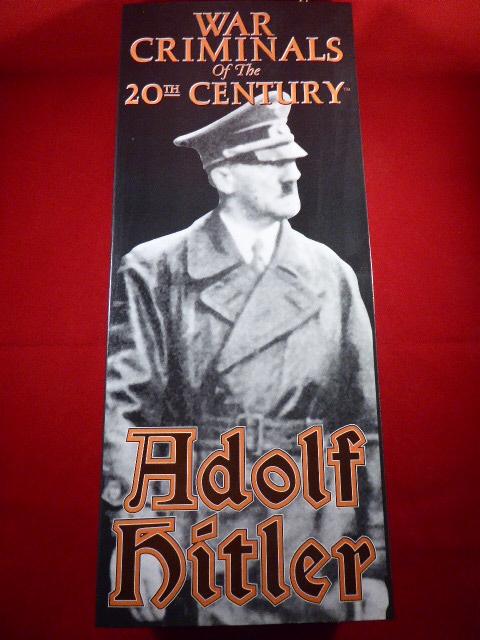 WAR
CRIMINALS
Of The
20TH CENTURY™
Adolf
Hitler